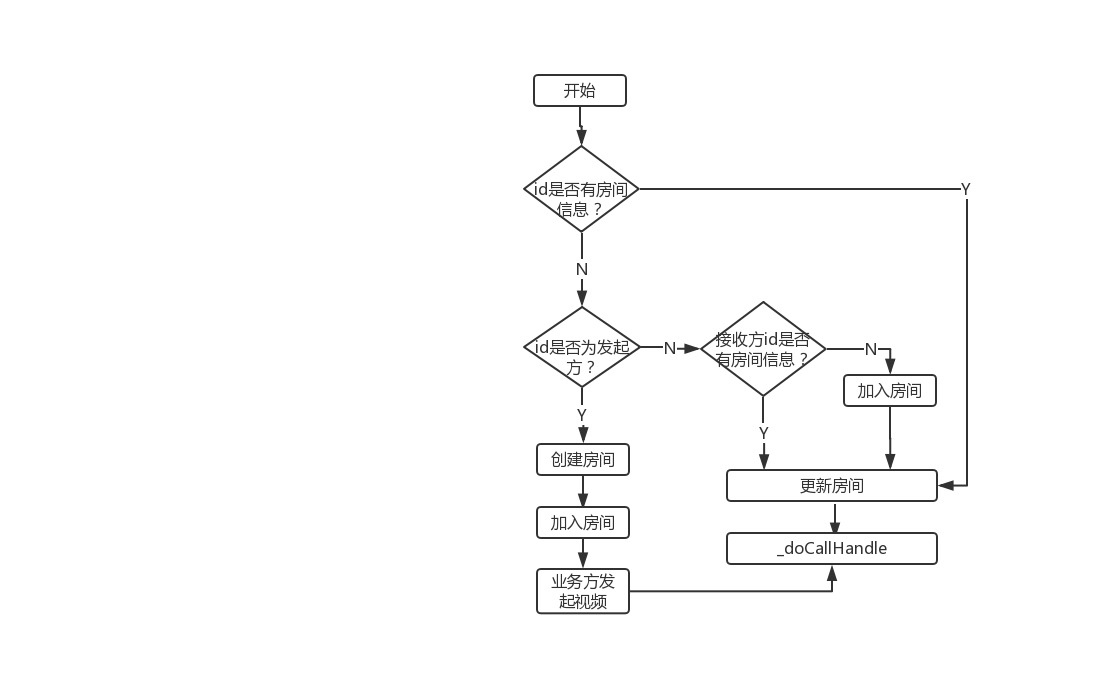 开始
id是否有房间
信息？
Y
N
id是否为发起
方？
N
接收方id是否
有房间信息？
N
加入房间
Y
Y
创建房间
更新房间
加入房间
_doCallHandle
业务方发
起视频